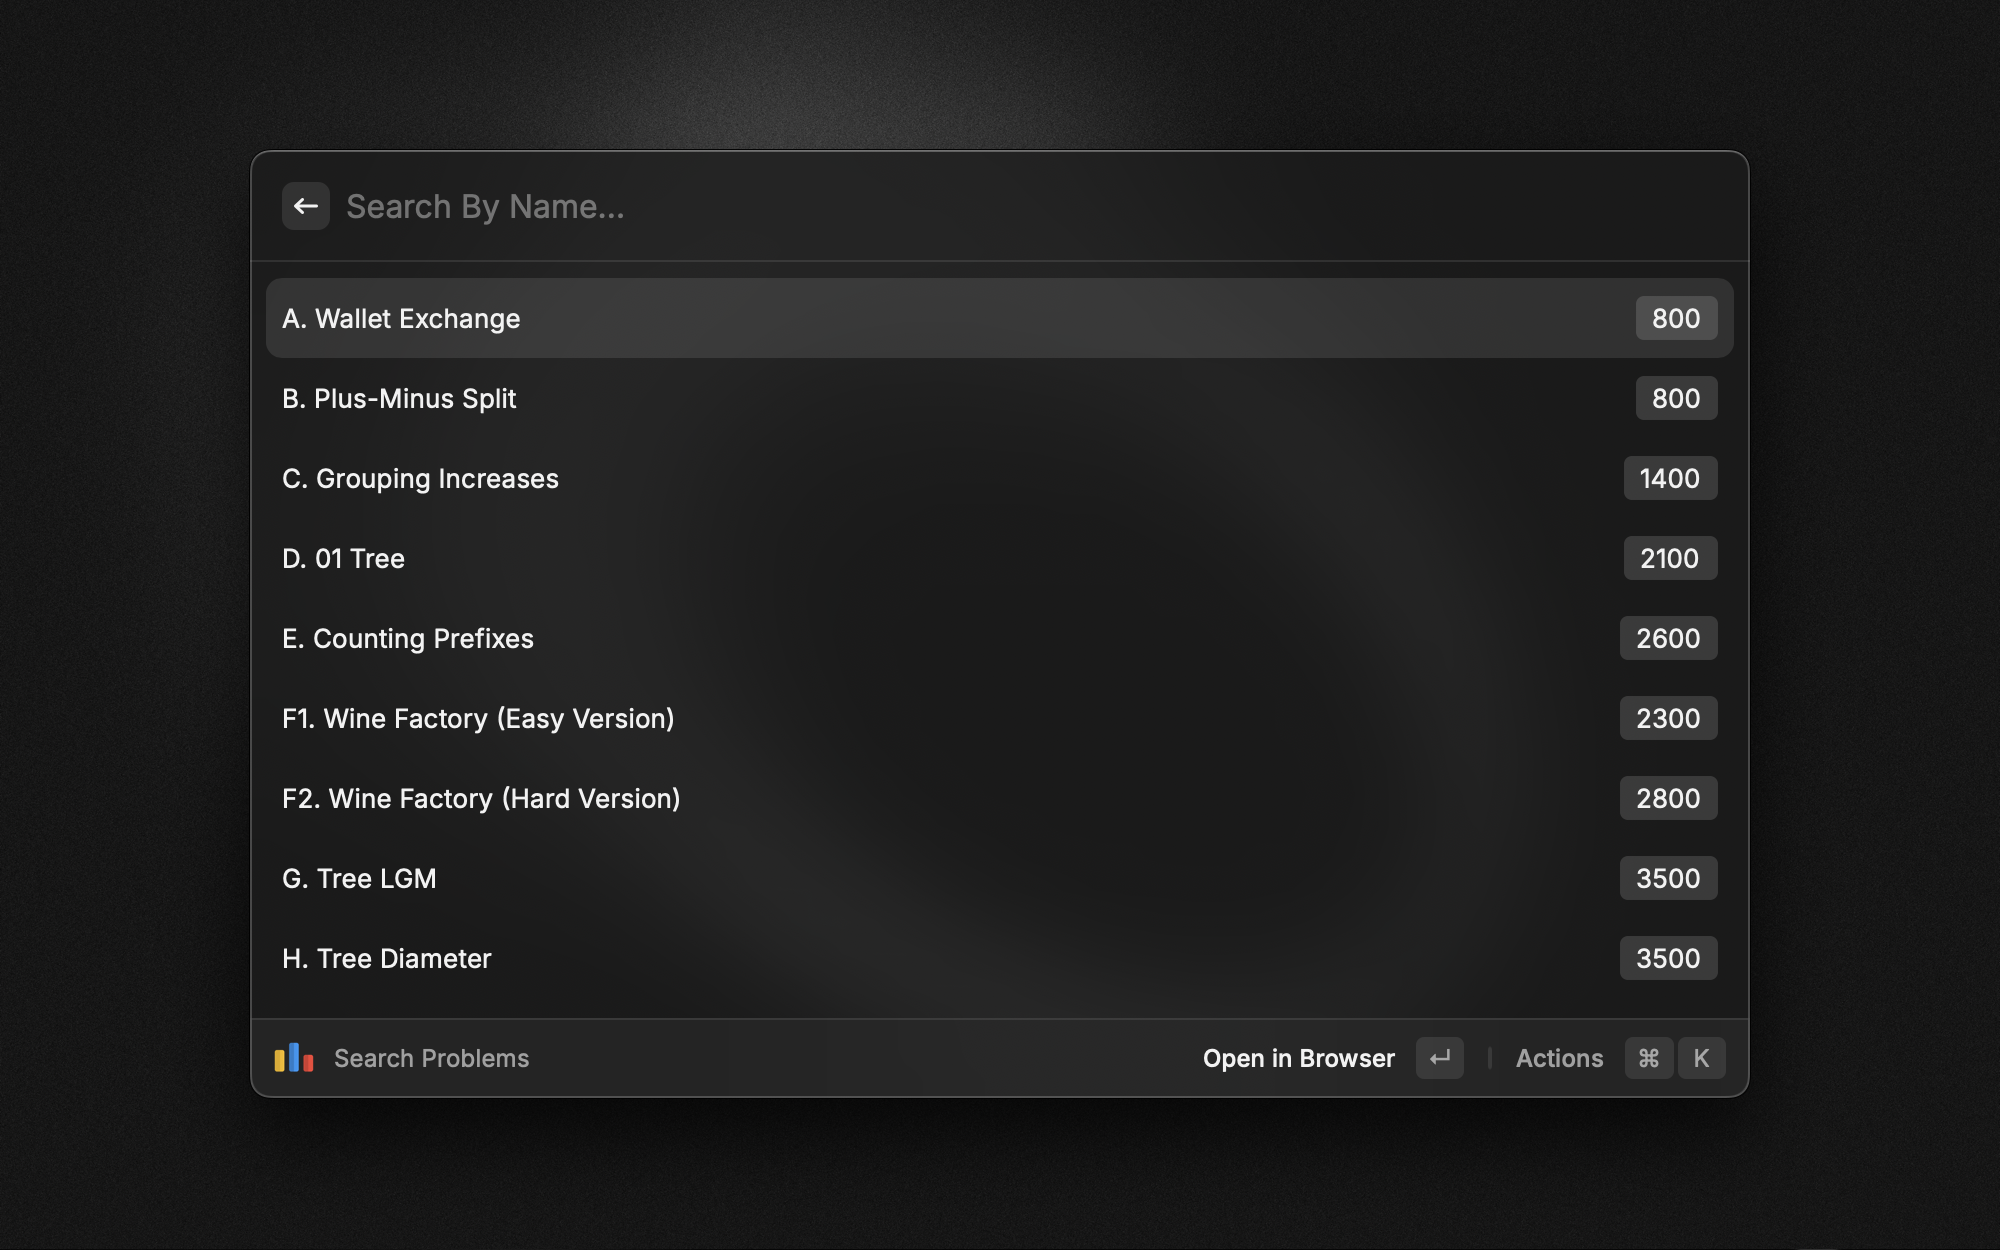 Search By Name...
A. Wallet Exchange 800
B. Plus-Minus Split 800
C. Grouping Increases 1400
D. 01 Tree 2100
E. Counting Prefixes 2600
F1. Wine Factory (Easy Version) 2300
F2. Wine Factory (Hard Version) 2800
G. Tree LGM 3500
H. Tree Diameter 3500
Search Problems Open in Browser ↵ Actions ⌘ K